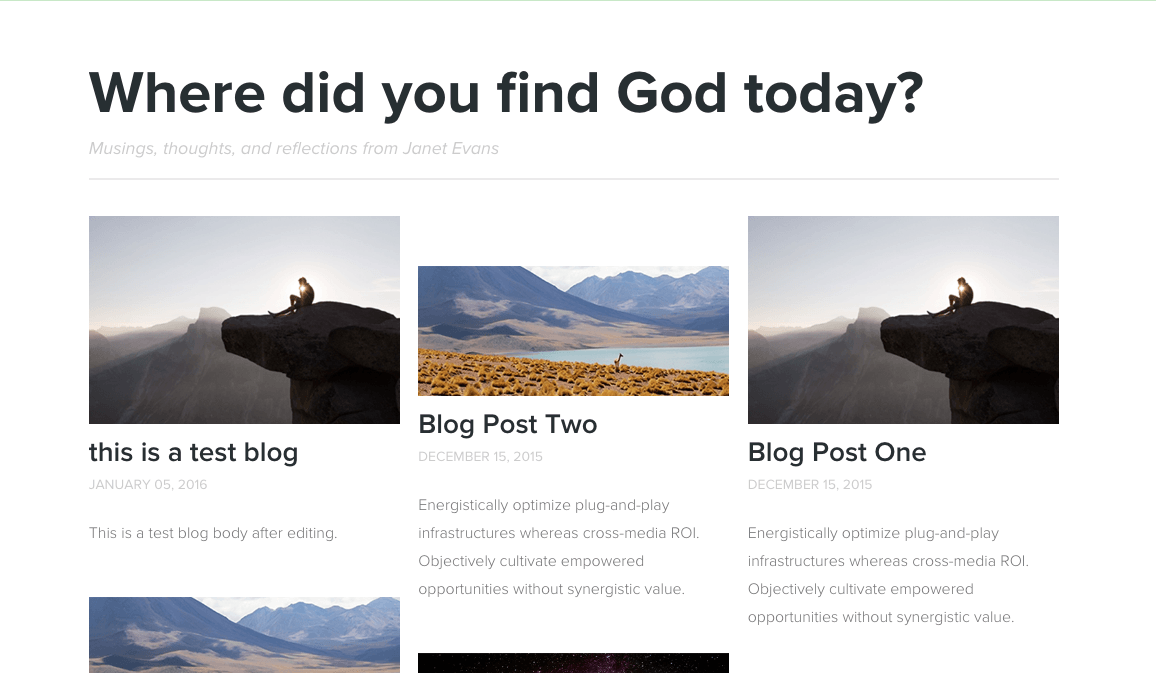 Where did you find God today?
Musings, thoughts, and reflections from Janet Evans
this is a test blog
JANUARY 05, 2016
This is a test blog body after editing.
Blog Post Two
DECEMBER 15, 2015
Energistically optimize plug-and-play
infrastructures whereas cross-media ROI.
Objectively cultivate empowered
opportunities without synergistic value.
Blog Post One
DECEMBER 15, 2015
Energistically optimize plug-and-play
infrastructures whereas cross-media ROI.
Objectively cultivate empowered
opportunities without synergistic value.